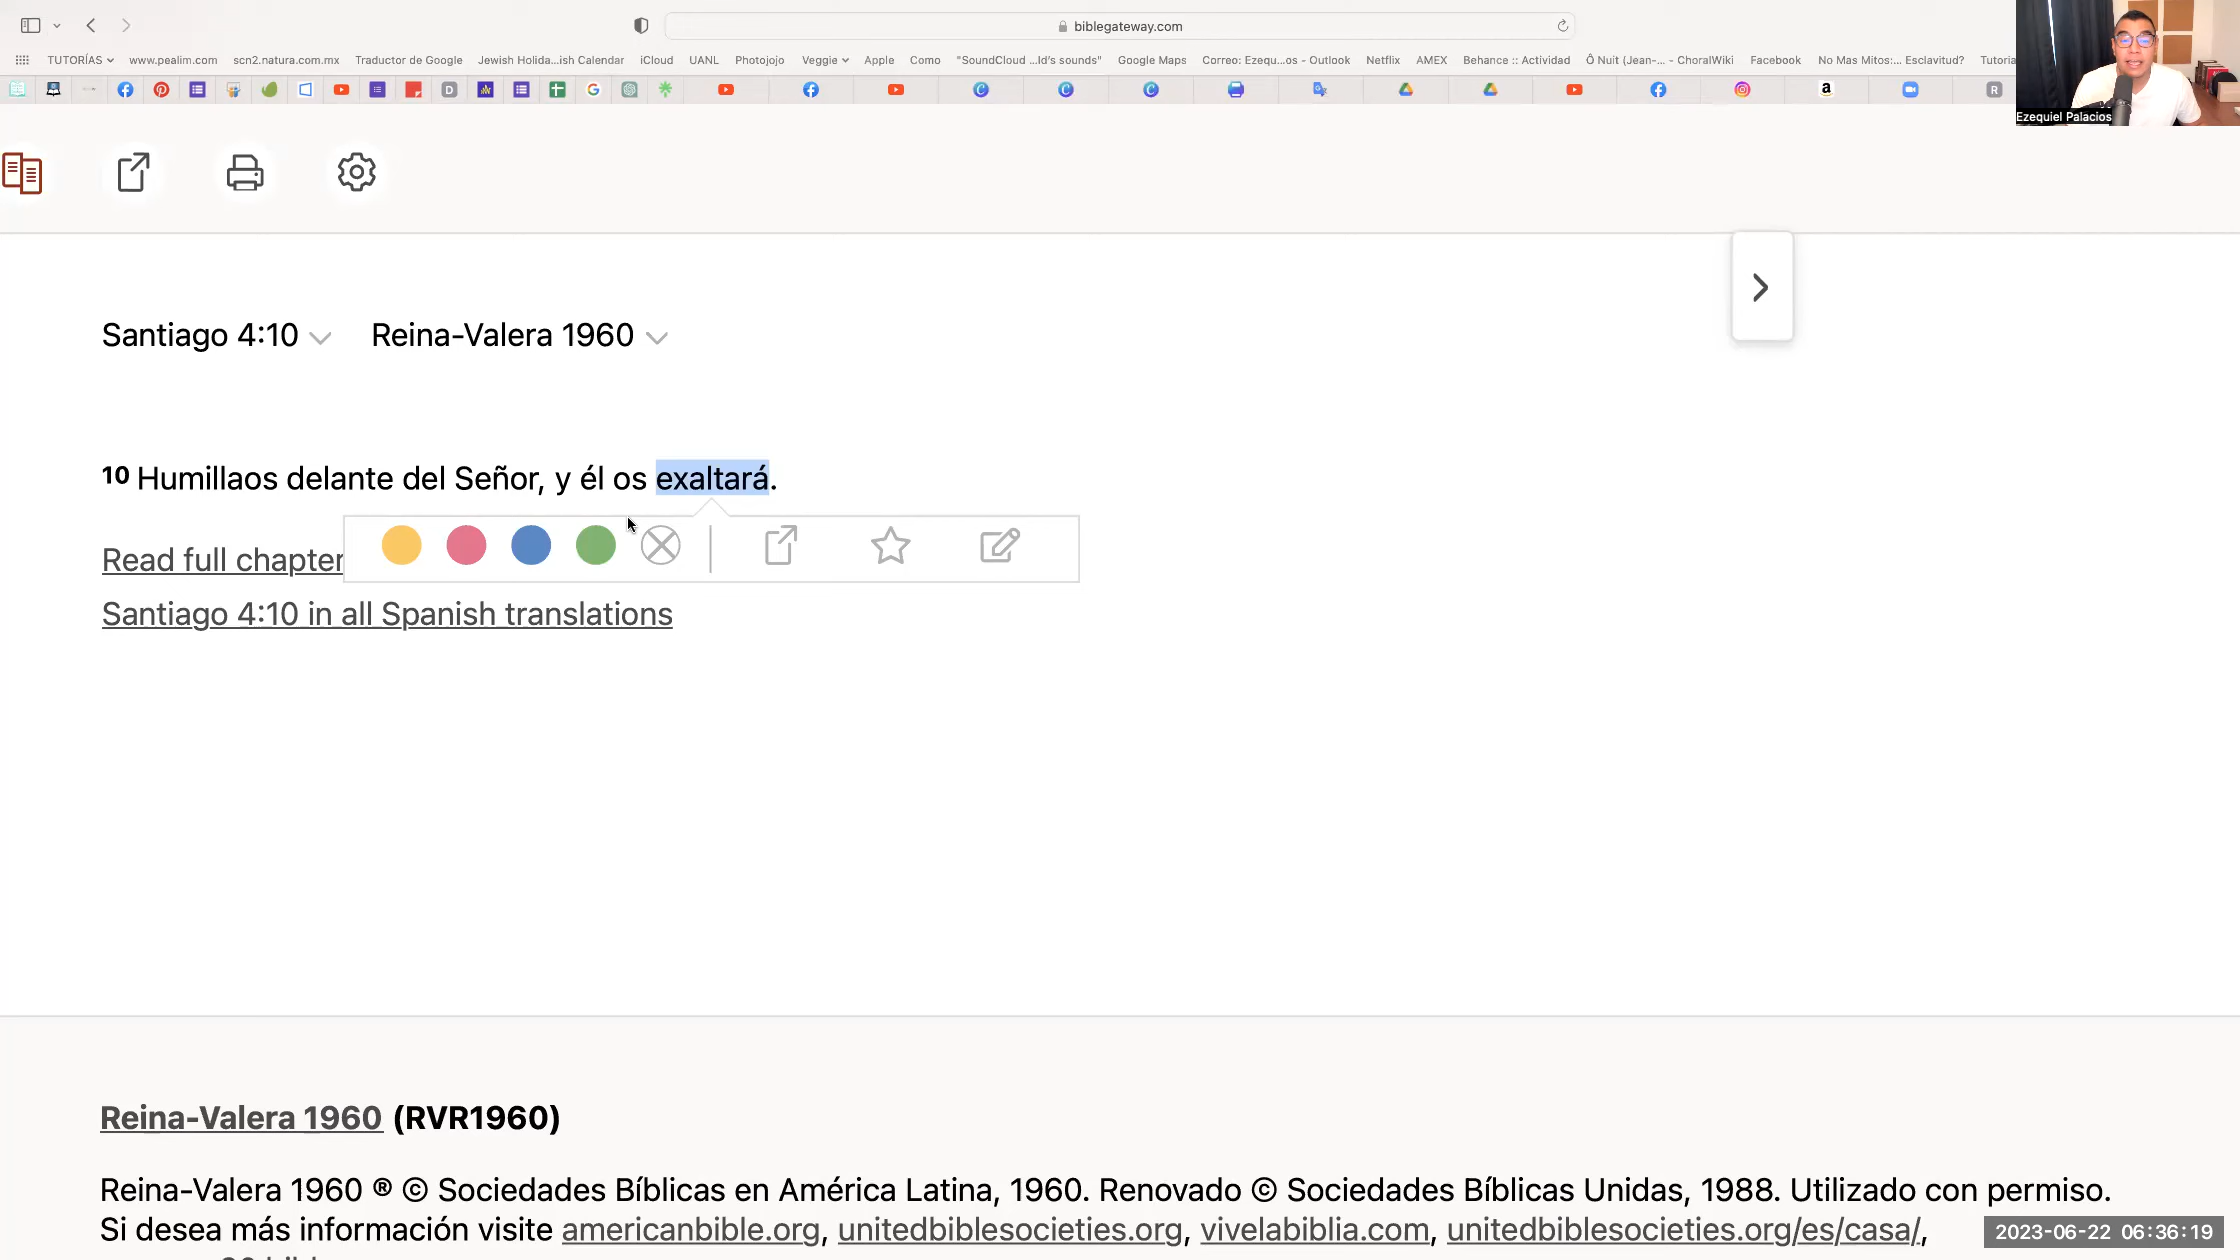 biblegateway.com
TUTORÍAS www.pealim.com scn2.natura.com.mx Traductor de Google Jewish Holida...ish Calendar iCloud UANL Photojojo Veggie Apple Como "SoundCloud ...ld's sounds" Google Maps Correo: Ezequ...os - Outlook Netflix AMEX Behance :: Actividad Ô Nuit (Jean-... - ChoralWiki Facebook No Mas Mitos:... Esclavitud? Tutoria
Ezequiel Palacios
Santiago 4:10 Reina-Valera 1960
10 Humillaos delante del Señor, y él os exaltará.
Read full chapter
Santiago 4:10 in all Spanish translations
Reina-Valera 1960 (RVR1960)
Reina-Valera 1960 ® © Sociedades Bíblicas en América Latina, 1960. Renovado © Sociedades Bíblicas Unidas, 1988. Utilizado con permiso.
Si desea más información visite americanbible.org, unitedbiblesocieties.org, vivelabiblia.com, unitedbiblesocieties.org/es/casa/,
2023-06-22 06:36:19